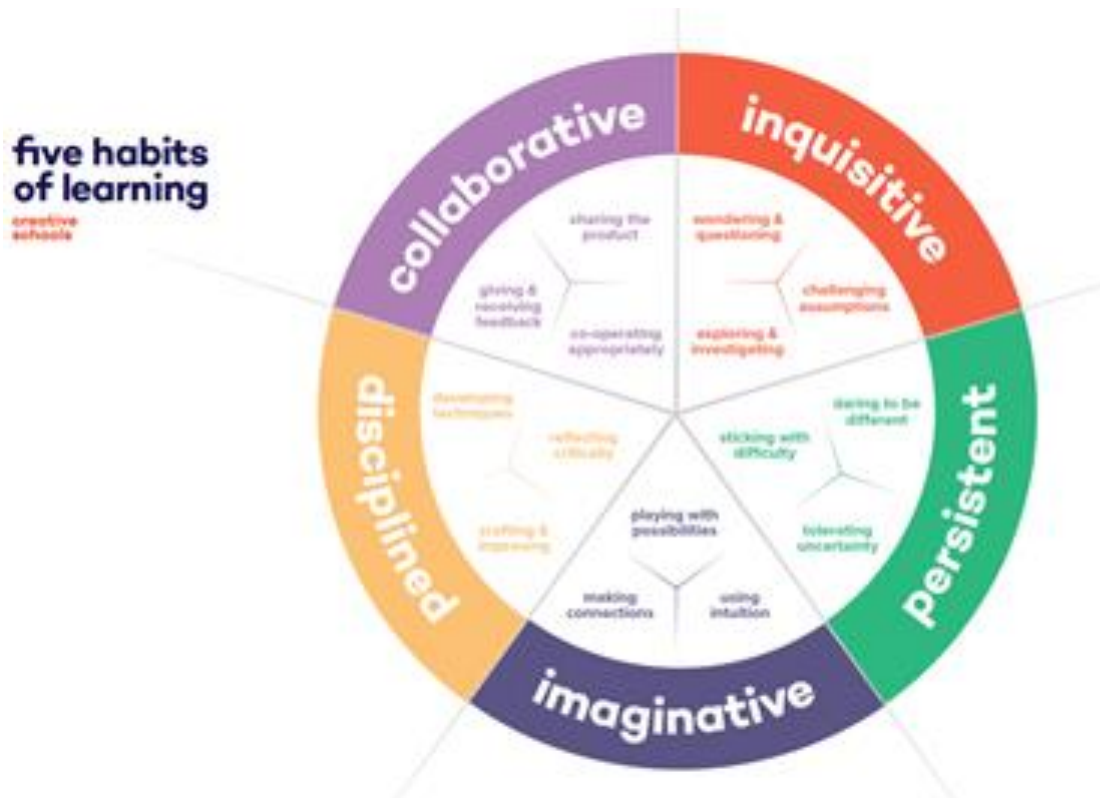 five habits
of learning
creative
schools
collaborative
sharing the
product
giving &
receiving
feedback
co-operating
appropriately
inquisitive
wondering &
questioning
challenging
assumptions
exploring &
investigating
persistent
daring to be
different
sticking with
difficulty
tolerating
uncertainty
imaginative
playing with
possibilities
making
connections
using
intuition
disciplined
developing
techniques
reflecting
critically
crafting &
improving